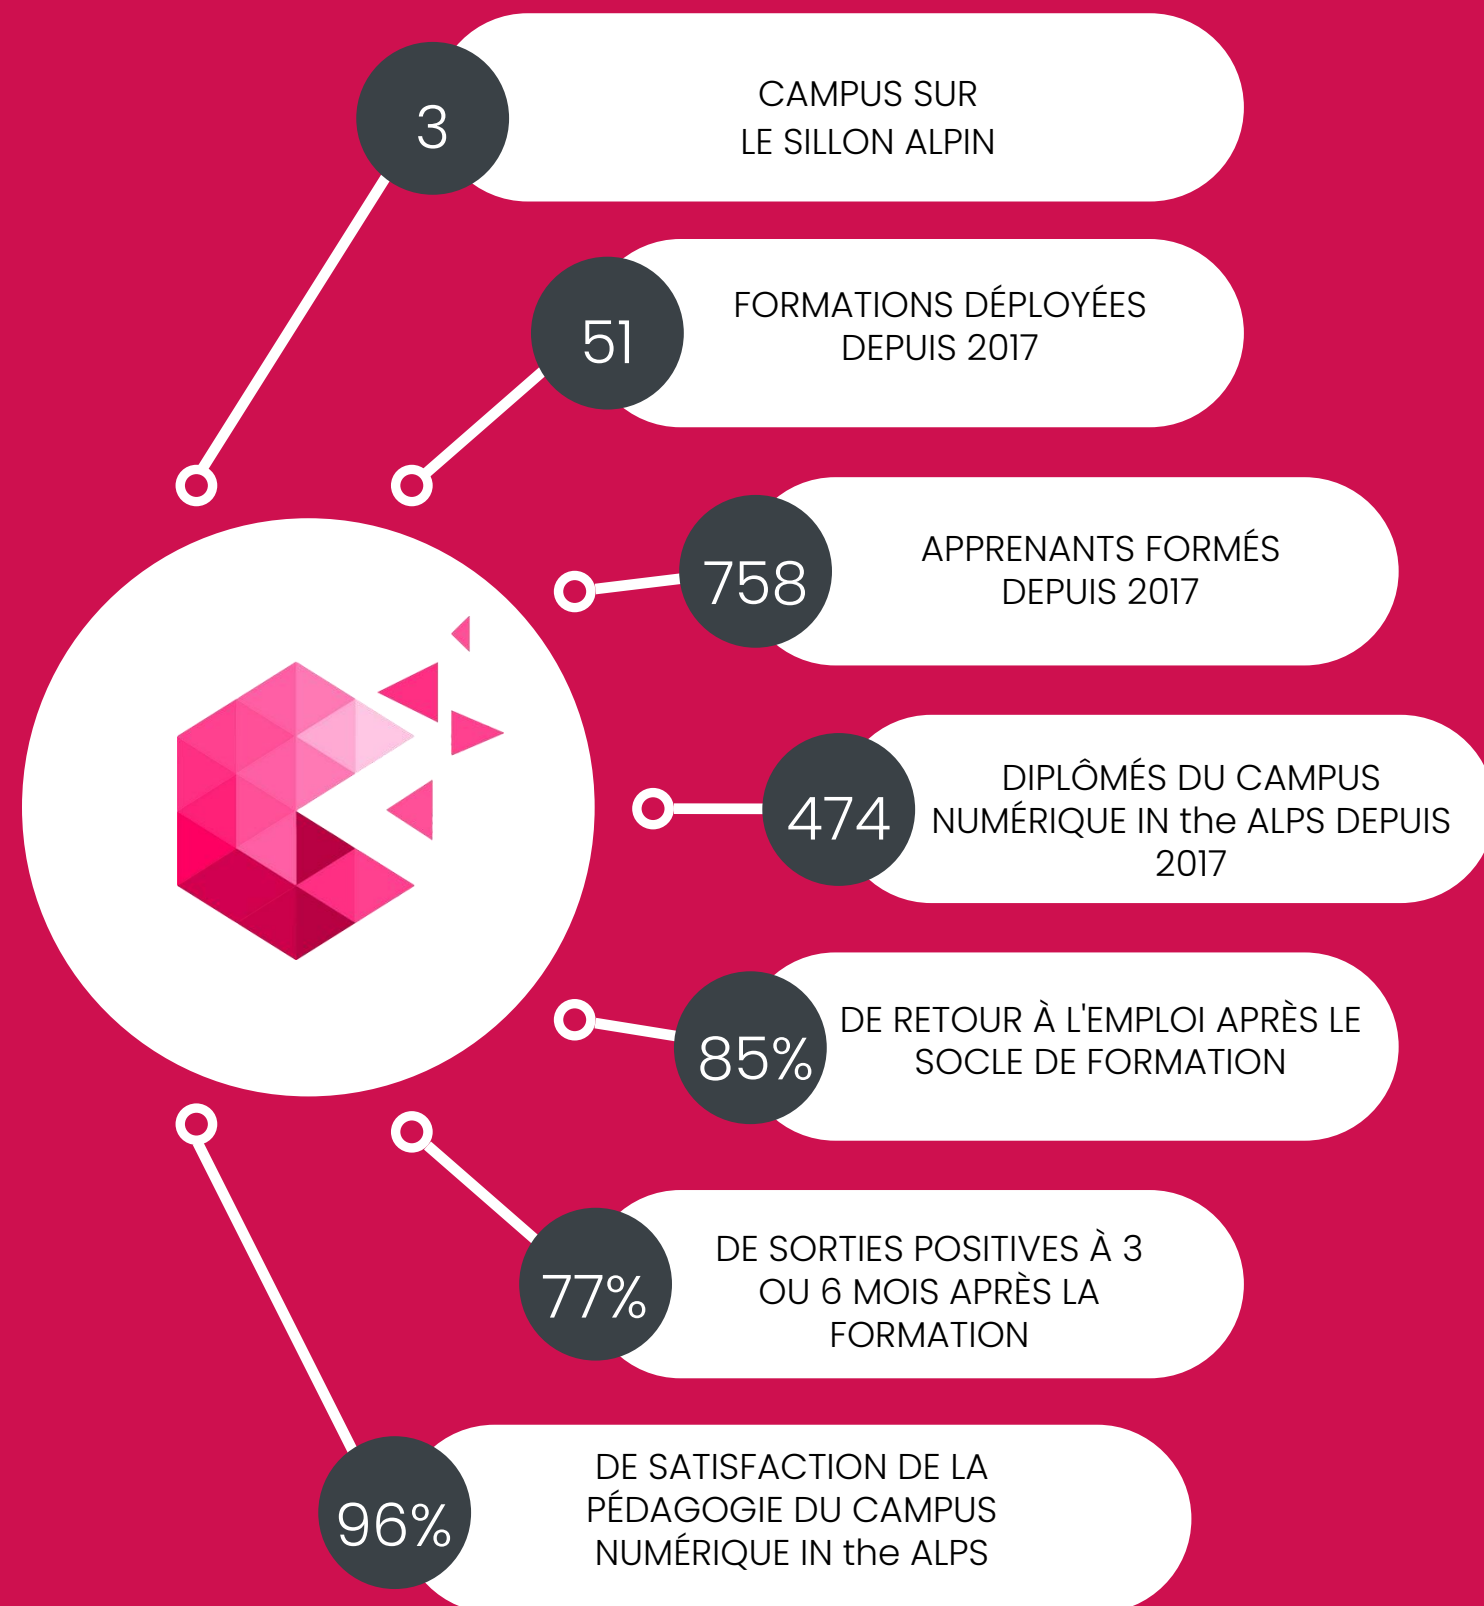 3
CAMPUS SUR
LE SILLON ALPIN
51
FORMATIONS DÉPLOYÉES
DEPUIS 2017
758
APPRENANTS FORMÉS
DEPUIS 2017
474
DIPLÔMÉS DU CAMPUS
NUMÉRIQUE IN the ALPS DEPUIS
2017
85%
DE RETOUR À L'EMPLOI APRÈS LE
SOCLE DE FORMATION
77%
DE SORTIES POSITIVES À 3
OU 6 MOIS APRÈS LA
FORMATION
96%
DE SATISFACTION DE LA
PÉDAGOGIE DU CAMPUS
NUMÉRIQUE IN the ALPS